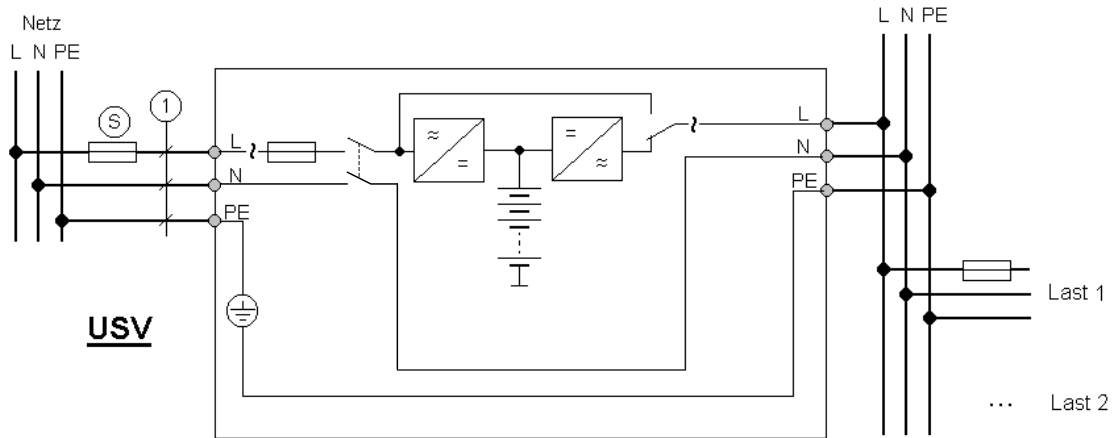 Netz
L N PE
S
1
L
N
PE
≈
=
=
≈
L
N
PE
L N PE
Last 1
... Last 2
USV